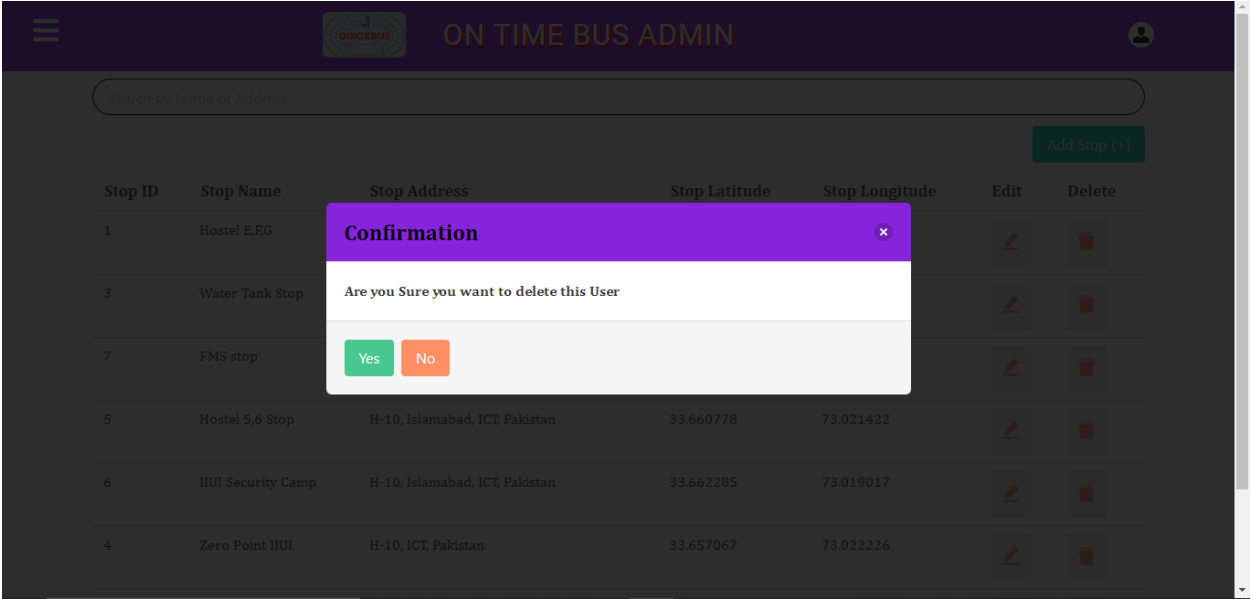 QUICKBUS
ON TIME BUS ADMIN
Search by Name or Address
Add Stop (+)
Stop ID Stop Name Stop Address Stop Latitude Stop Longitude Edit Delete
1 Hostel E,F,G
Confirmation
3 Water Tank Stop
Are you Sure you want to delete this User
7 FMS stop
Yes No
5 Hostel 5,6 Stop H-10, Islamabad, ICT, Pakistan 33.660778 73.021422
6 IIUI Security Camp H-10, Islamabad, ICT, Pakistan 33.662285 73.019017
4 Zero Point IIUI H-10, ICT, Pakistan 33.657067 73.022226